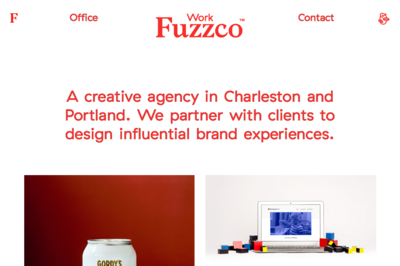 F
Office
Work
Contact
Fuzzco™
A creative agency in Charleston and
Portland. We partner with clients to
design influential brand experiences.
GORDY'S